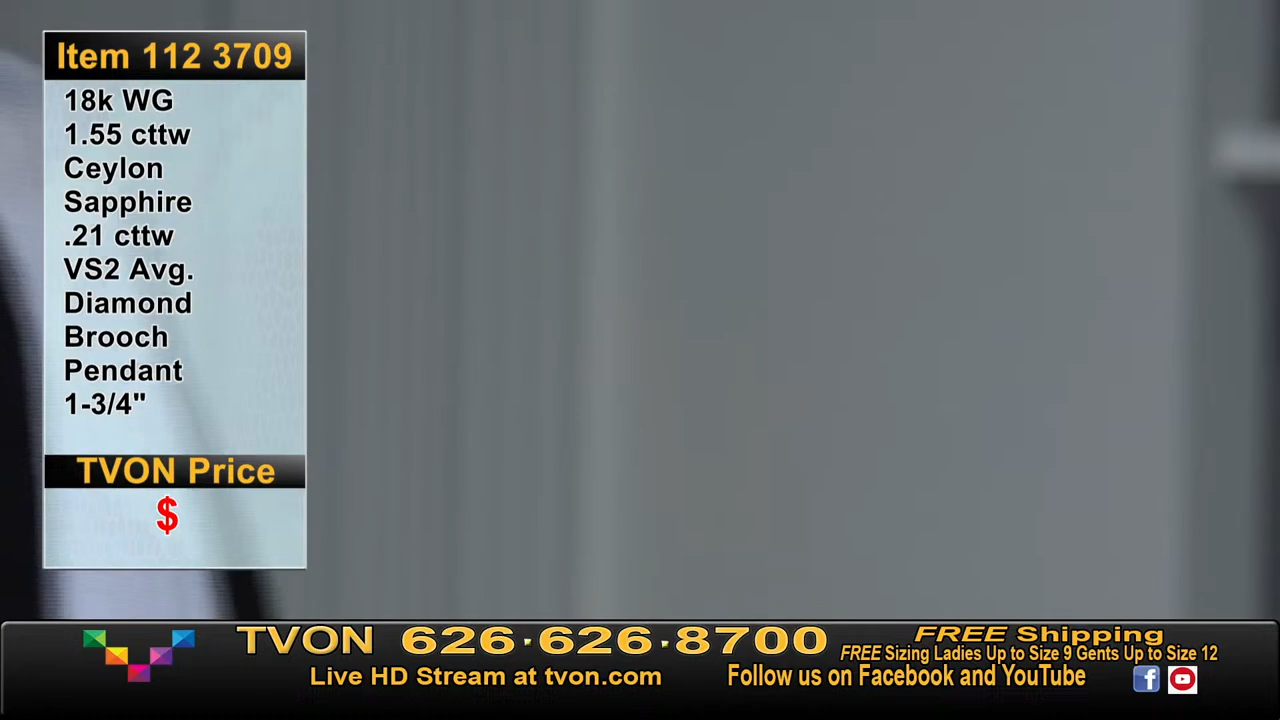 Item 112 3709
18k WG
1.55 cttw
Ceylon
Sapphire
.21 cttw
VS2 Avg.
Diamond
Brooch
Pendant
1-3/4"
TVON Price
$
TVON 626·626·8700
FREE Shipping
FREE Sizing Ladies Up to Size 9 Gents Up to Size 12
Live HD Stream at tvon.com
Follow us on Facebook and YouTube